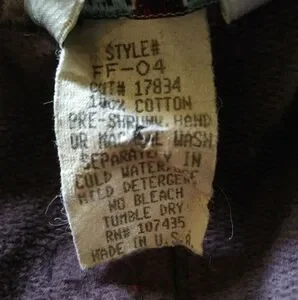 STYLE#
FF-04
CUT# 17834
100% COTTON
PRE-SHRUNK, HAND
OR MACHINE WASH
SEPARATELY IN
COLD WATER
MILD DETERGENT
NO BLEACH
TUMBLE DRY
RN# 107435
MADE IN U.S.A.